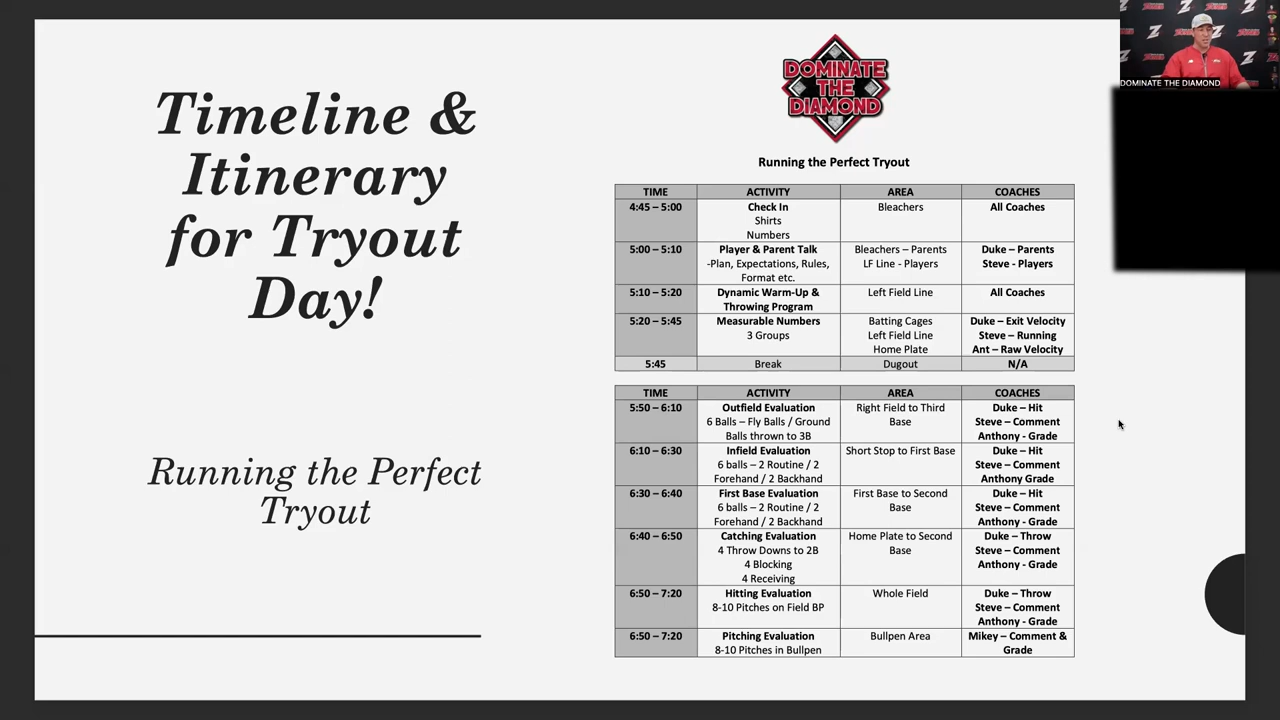 Timeline &
Itinerary
for Tryout
Day!
Running the Perfect
Tryout
DOMINATE
THE
DIAMOND
Running the Perfect Tryout
TIME ACTIVITY AREA COACHES
4:45 – 5:00 Check In Bleachers All Coaches
Shirts
Numbers
5:00 – 5:10 Player & Parent Talk Bleachers – Parents Duke – Parents
-Plan, Expectations, Rules, LF Line - Players Steve - Players
Format etc.
5:10 – 5:20 Dynamic Warm-Up & Left Field Line All Coaches
Throwing Program
5:20 – 5:45 Measurable Numbers Batting Cages Duke – Exit Velocity
3 Groups Left Field Line Steve – Running
Home Plate Ant – Raw Velocity
5:45 Break Dugout N/A
TIME ACTIVITY AREA COACHES
5:50 – 6:10 Outfield Evaluation Right Field to Third Duke – Hit
6 Balls – Fly Balls / Ground Base Steve – Comment
Balls thrown to 3B Anthony - Grade
6:10 – 6:30 Infield Evaluation Short Stop to First Base Duke – Hit
6 balls – 2 Routine / 2 Steve – Comment
Forehand / 2 Backhand Anthony Grade
6:30 – 6:40 First Base Evaluation First Base to Second Duke – Hit
6 balls – 2 Routine / 2 Base Steve – Comment
Forehand / 2 Backhand Anthony - Grade
6:40 – 6:50 Catching Evaluation Home Plate to Second Duke – Throw
4 Throw Downs to 2B Base Steve – Comment
4 Blocking Anthony - Grade
4 Receiving
6:50 – 7:20 Hitting Evaluation Whole Field Duke – Throw
8-10 Pitches on Field BP Steve – Comment
Anthony - Grade
6:50 – 7:20 Pitching Evaluation Bullpen Area Mikey – Comment &
8-10 Pitches in Bullpen Grade
DOMINATE THE DIAMOND